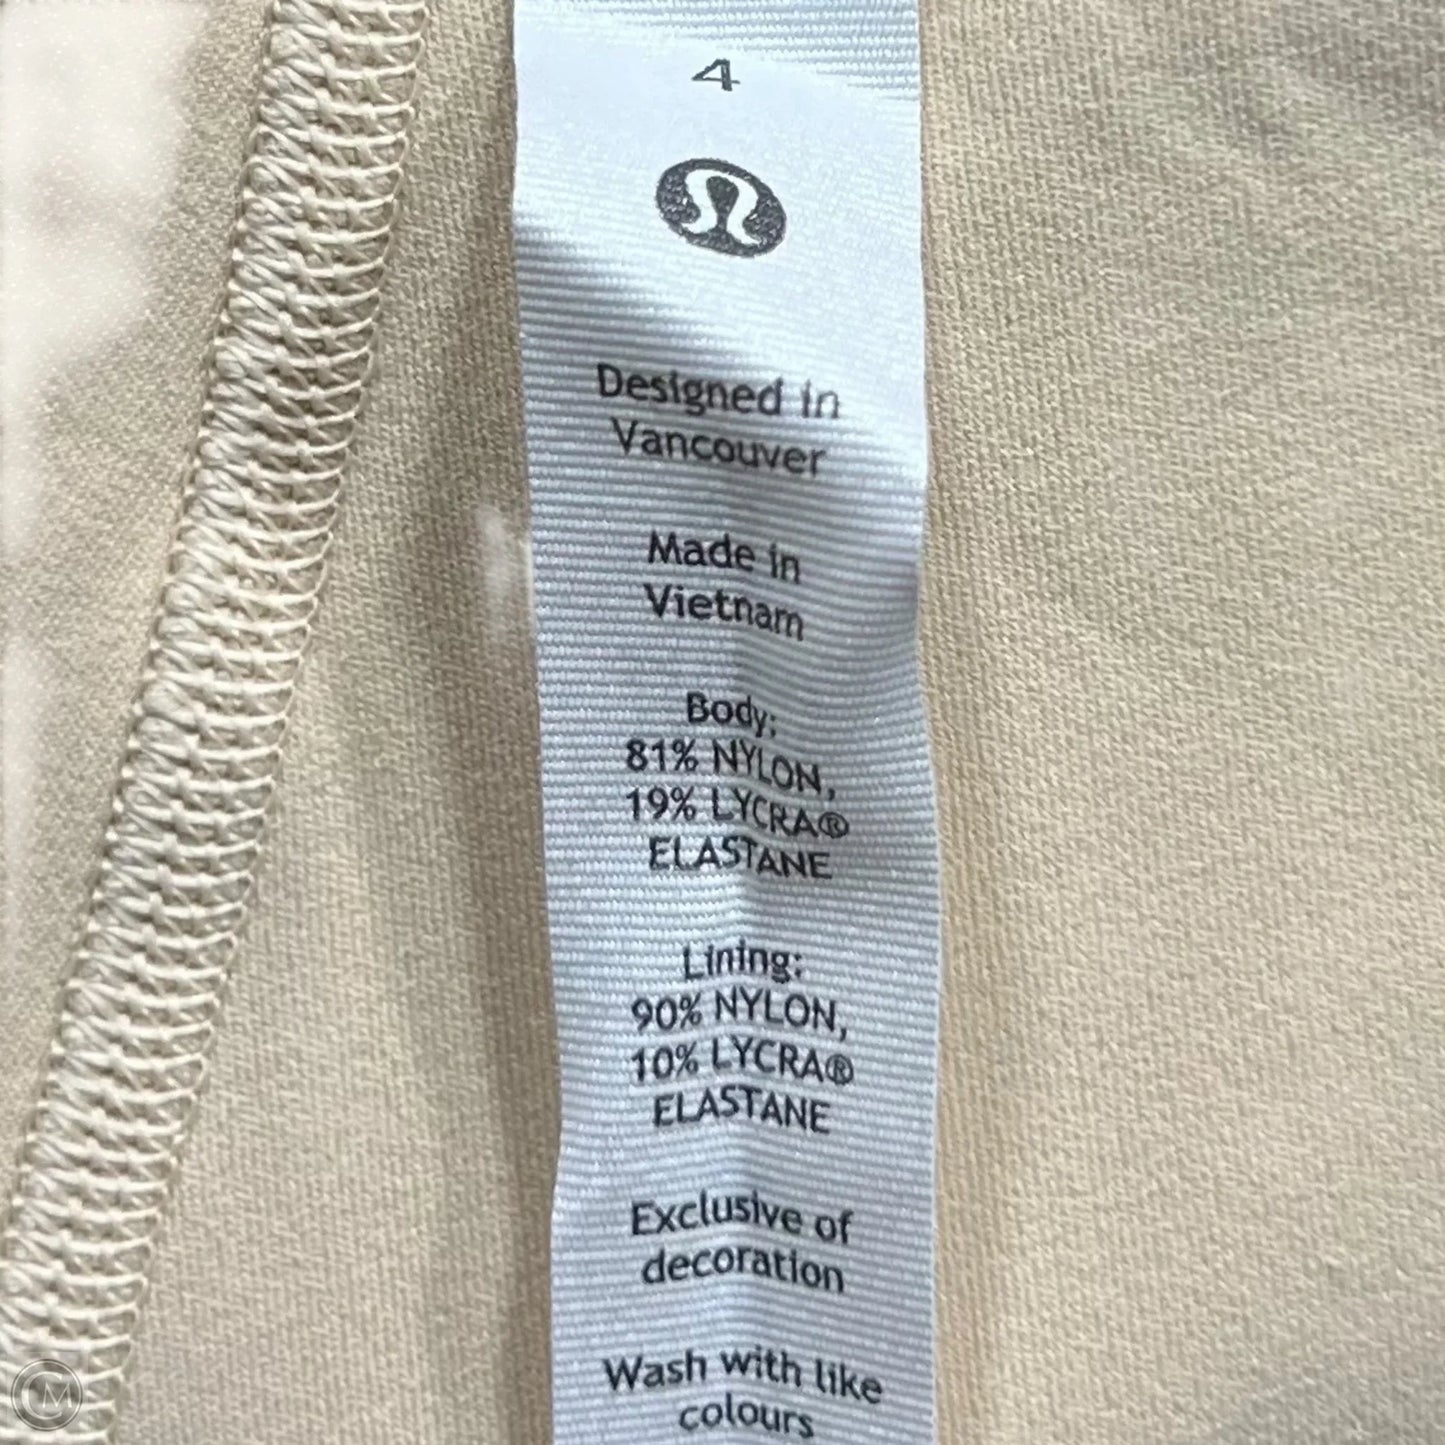 4
Designed in
Vancouver
Made in
Vietnam
Body:
81% NYLON,
19% LYCRA®
ELASTANE
Lining:
90% NYLON,
10% LYCRA®
ELASTANE
Exclusive of
decoration
Wash with like
colours
CM